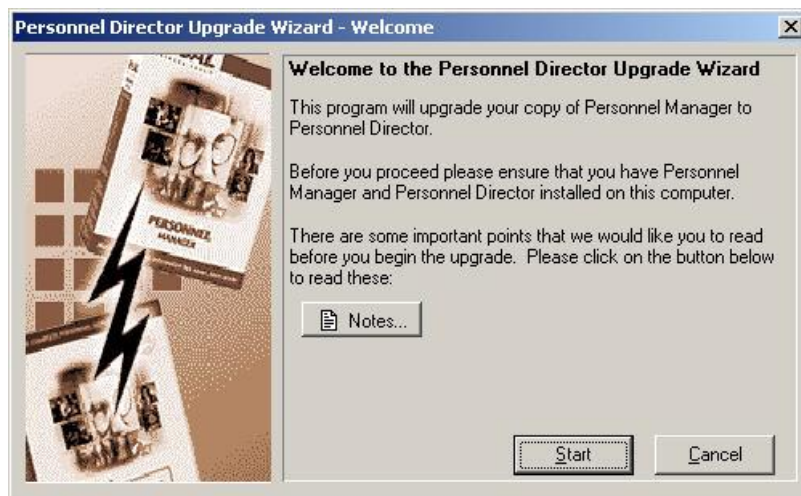 Personnel Director Upgrade Wizard - Welcome
Welcome to the Personnel Director Upgrade Wizard
This program will upgrade your copy of Personnel Manager to
Personnel Director.
Before you proceed please ensure that you have Personnel
Manager and Personnel Director installed on this computer.
There are some important points that we would like you to read
before you begin the upgrade. Please click on the button below
to read these:
Notes...
Start
Cancel
PERSONNEL
MANAGER